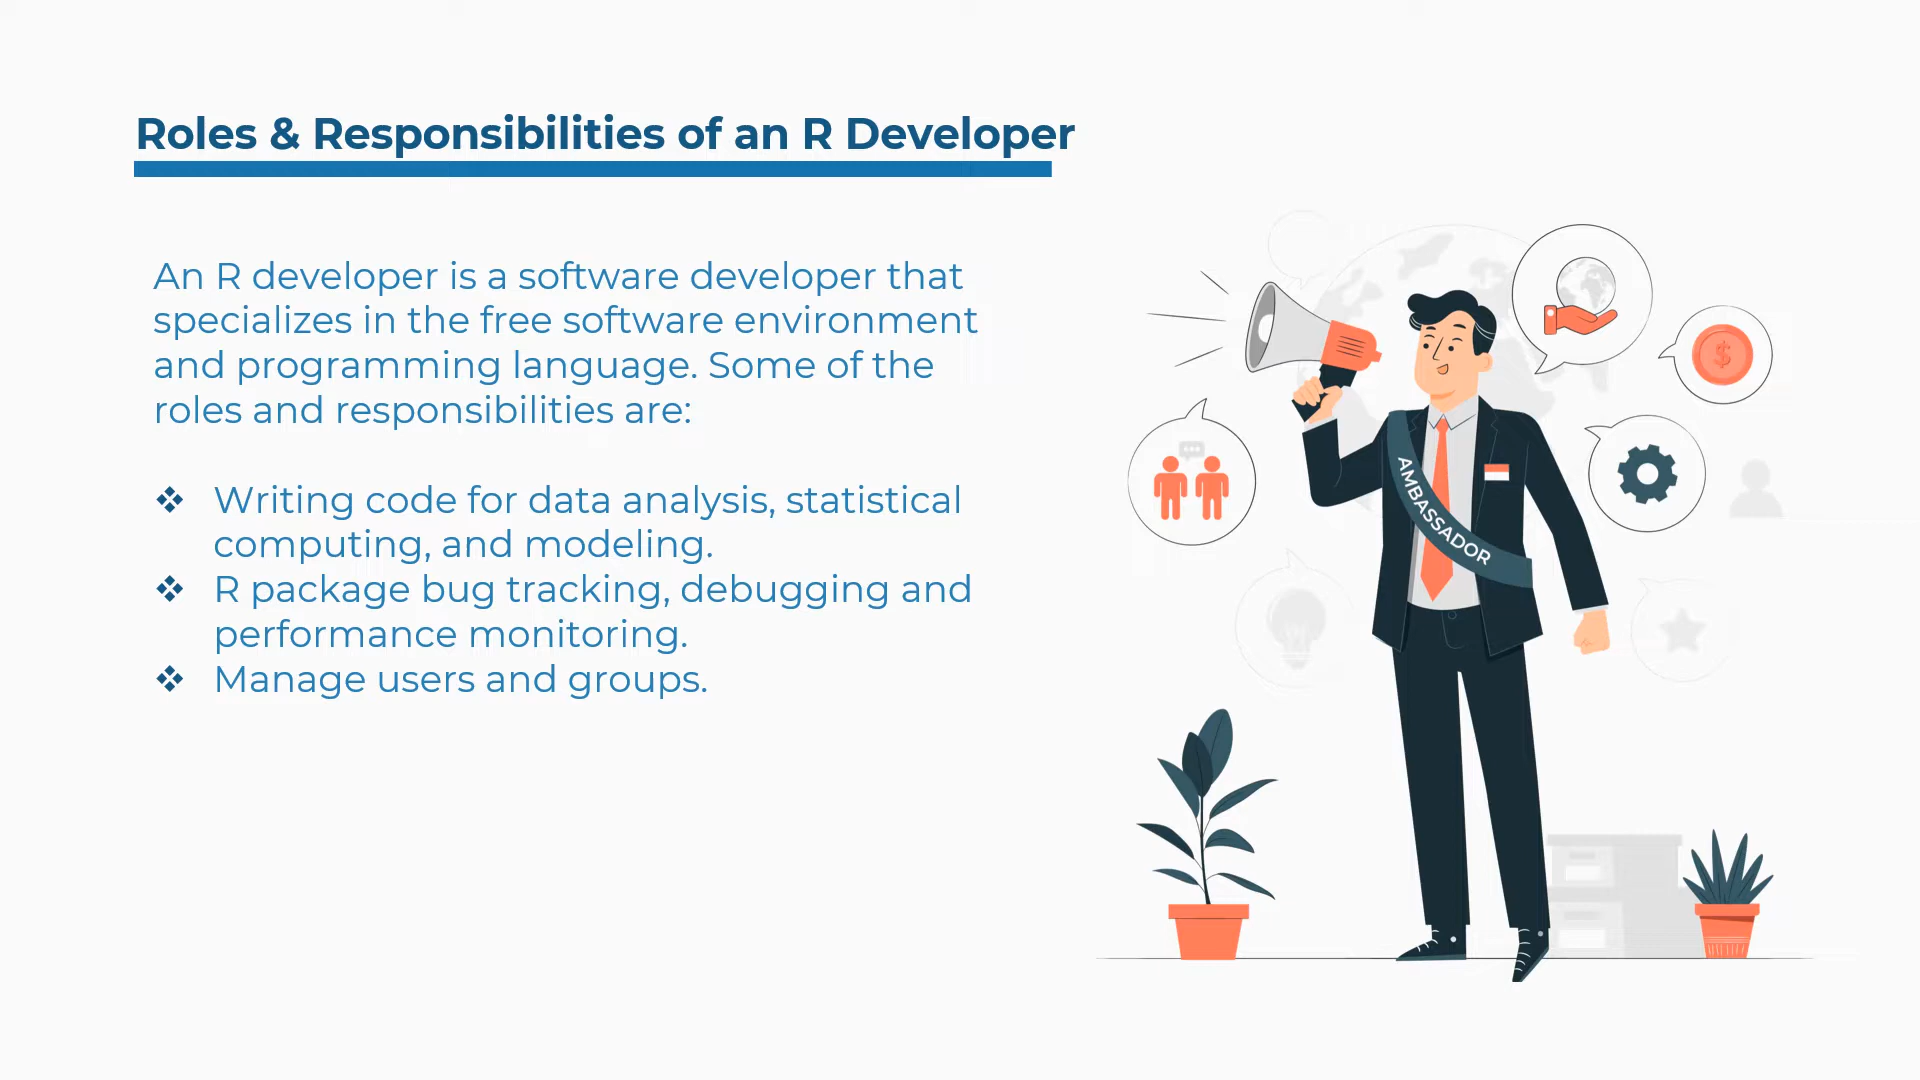 Roles & Responsibilities of an R Developer
An R developer is a software developer that
specializes in the free software environment
and programming language. Some of the
roles and responsibilities are:
❖ Writing code for data analysis, statistical
computing, and modeling.
❖ R package bug tracking, debugging and
performance monitoring.
❖ Manage users and groups.
$
AMBASSADOR